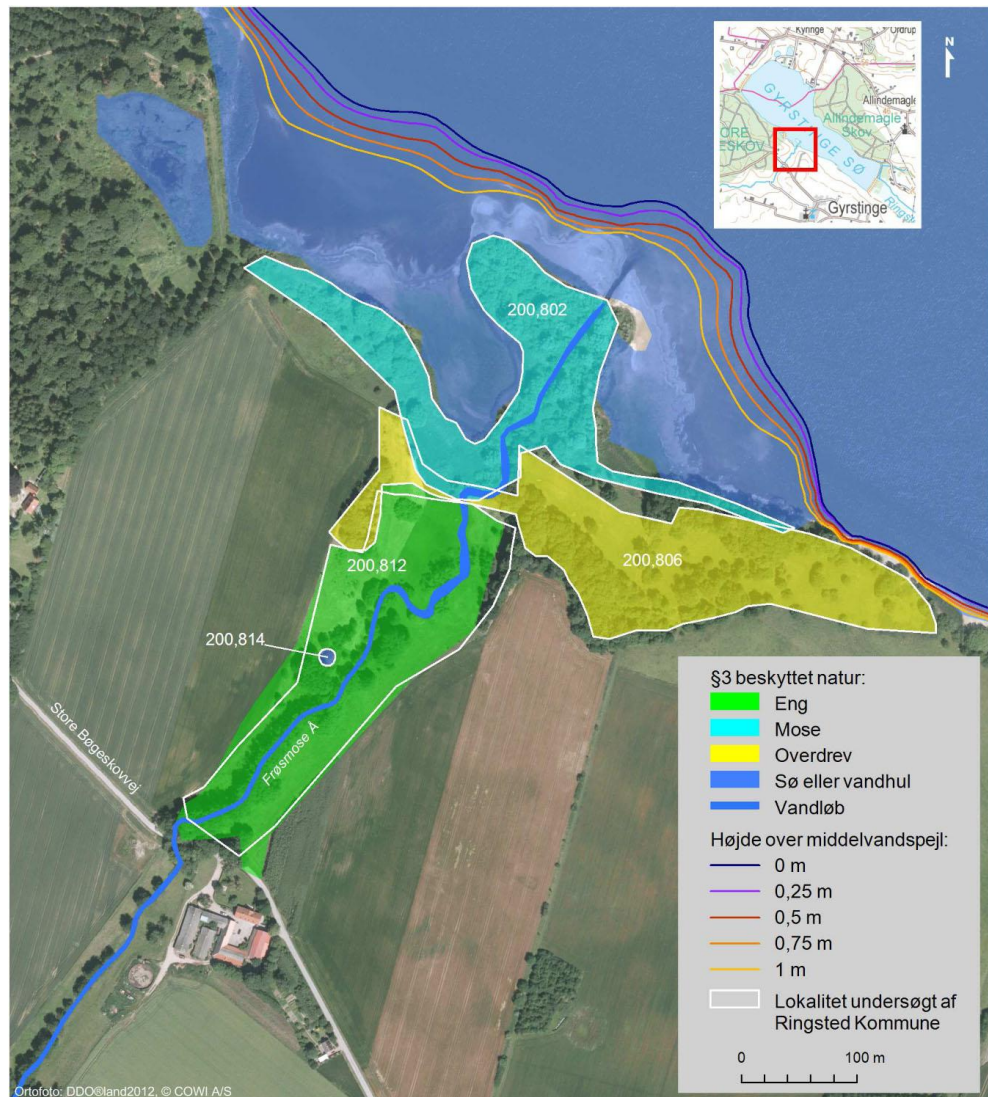 N
Kyringe
Ordrup
GYRSTINGE SØ
Allindemagle
Allindemagle
Skov
ORE
ESKOV
Gyrstinge
Ringst
200,802
200,812
200,806
200,814
Store Bøgeskovvej
Frøsmose Å
§3 beskyttet natur:
Eng
Mose
Overdrev
Sø eller vandhul
Vandløb
Højde over middelvandspejl:
0 m
0,25 m
0,5 m
0,75 m
1 m
Lokalitet undersøgt af
Ringsted Kommune
0 100 m
Ortofoto: DDO®land2012, © COWI A/S